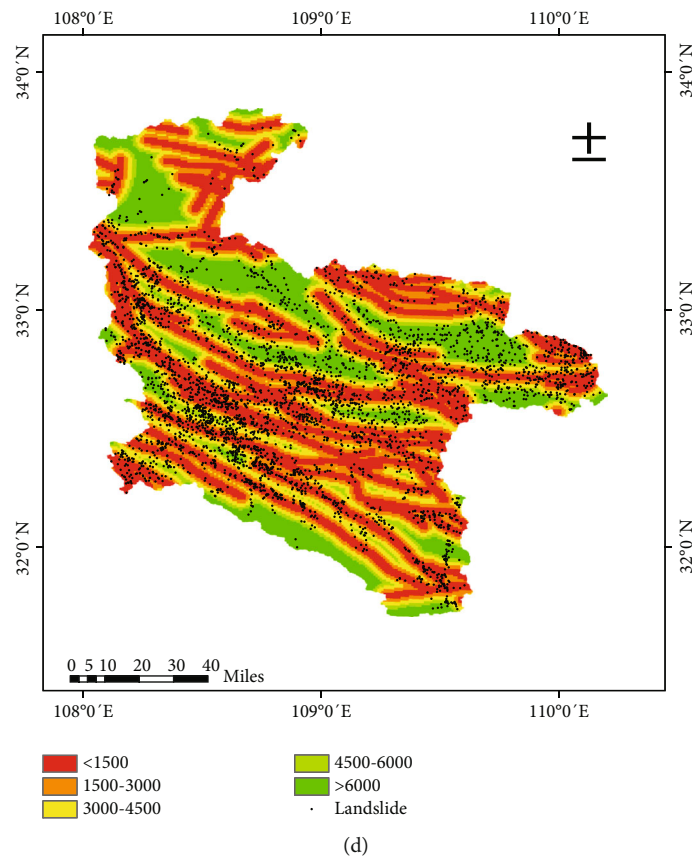 108°0′E 109°0′E 110°0′E
34°0′N 34°0′N
33°0′N 33°0′N
32°0′N 32°0′N
0 5 10 20 30 40 Miles
108°0′E 109°0′E 110°0′E
<1500 4500-6000
1500-3000 >6000
3000-4500 Landslide
(d)